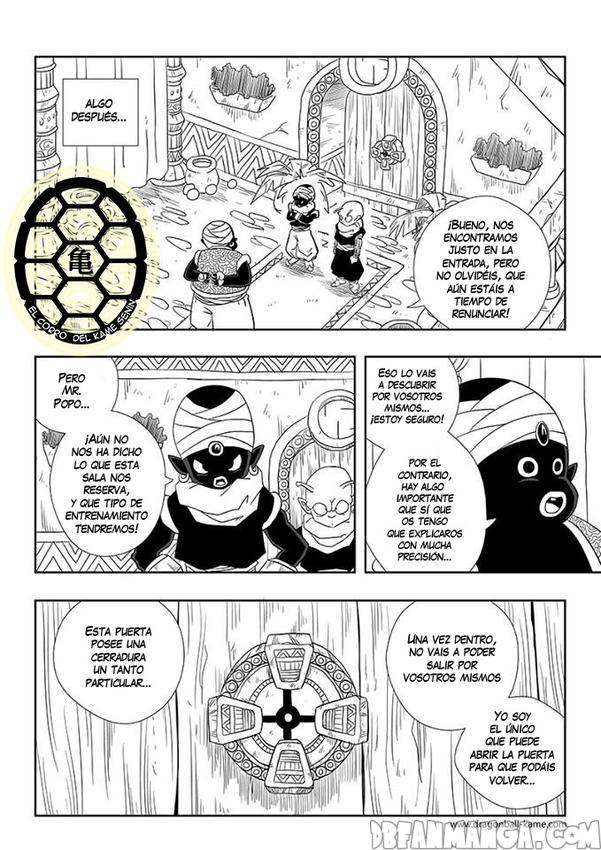 ALGO
DESPUÉS...
亀
EL CORRO DEL KAME SENIN
¡BUENO, NOS
ENCONTRAMOS
JUSTO EN LA
ENTRADA, PERO
NO OLVIDÉIS, QUE
AÚN ESTÁIS A
TIEMPO DE
RENUNCIAR!
PERO
MR.
POPO...
¡AÚN NO
NOS HA DICHO
LO QUE ESTA
SALA NOS
RESERVA,
Y QUE TIPO DE
ENTRENAMIENTO
TENDREMOS!
ESO LO VAIS
A DESCUBRIR
POR VOSOTROS
MISMOS...
¡ESTOY SEGURO!
POR EL
CONTRARIO,
HAY ALGO
IMPORTANTE
QUE SÍ QUE
OS TENGO
QUE EXPLICAROS
CON MUCHA
PRECISIÓN...
ESTA PUERTA
POSEE UNA
CERRADURA
UN TANTO
PARTICULAR...
UNA VEZ DENTRO,
NO VAIS A PODER
SALIR POR
VOSOTROS MISMOS
YO SOY
EL ÚNICO
QUE PUEDE
ABRIR LA PUERTA
PARA QUE PODÁIS
VOLVER...
www.dragonball-kame.com
DBFANMANGA.COM